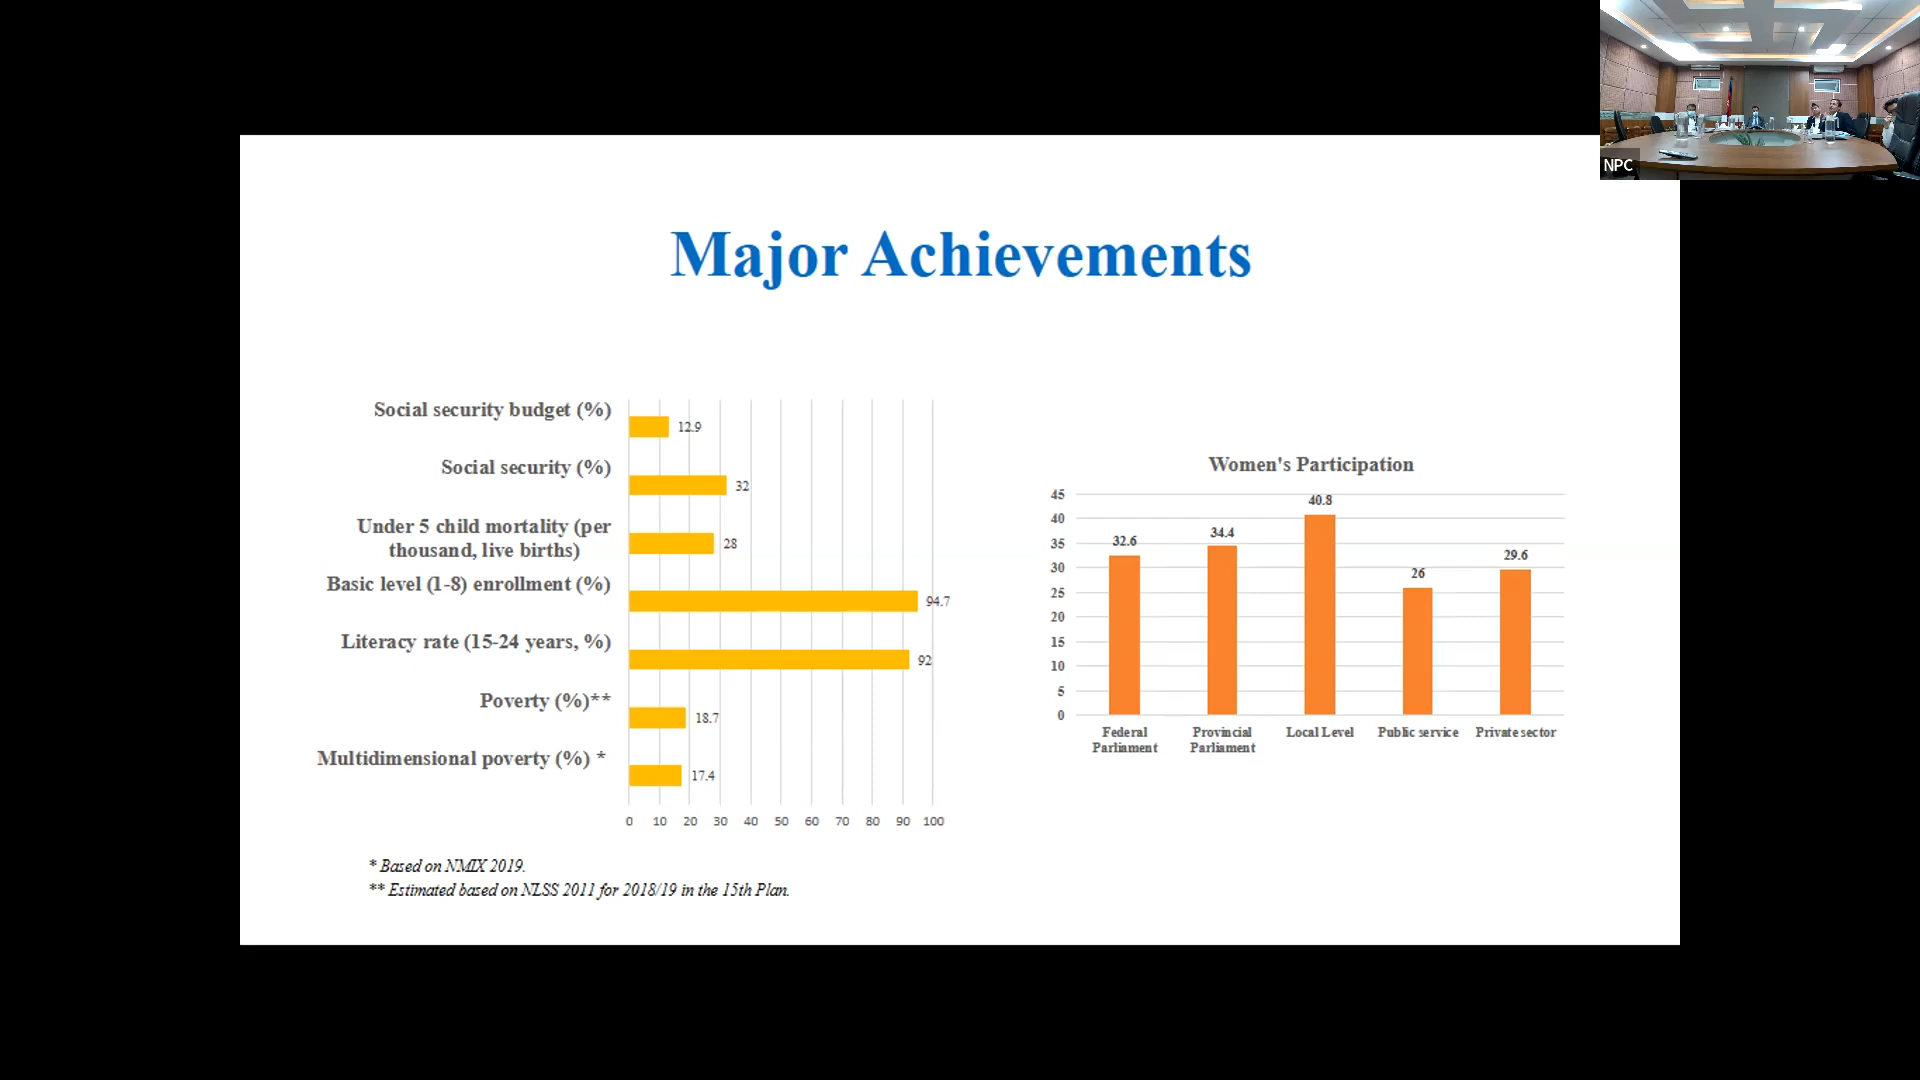 NPC
Major Achievements
Social security budget (%)
12.9
Social security (%)
32
Under 5 child mortality (per
thousand, live births)
28
Basic level (1-8) enrollment (%)
94.7
Literacy rate (15-24 years, %)
92
Poverty (%)**
18.7
Multidimensional poverty (%) *
17.4
0 10 20 30 40 50 60 70 80 90 100
* Based on NMIX 2019.
** Estimated based on NLSS 2011 for 2018/19 in the 15th Plan.
Women's Participation
45
40
35
30
25
20
15
10
5
0
32.6
34.4
40.8
26
29.6
Federal
Parliament
Provincial
Parliament
Local Level
Public service
Private sector